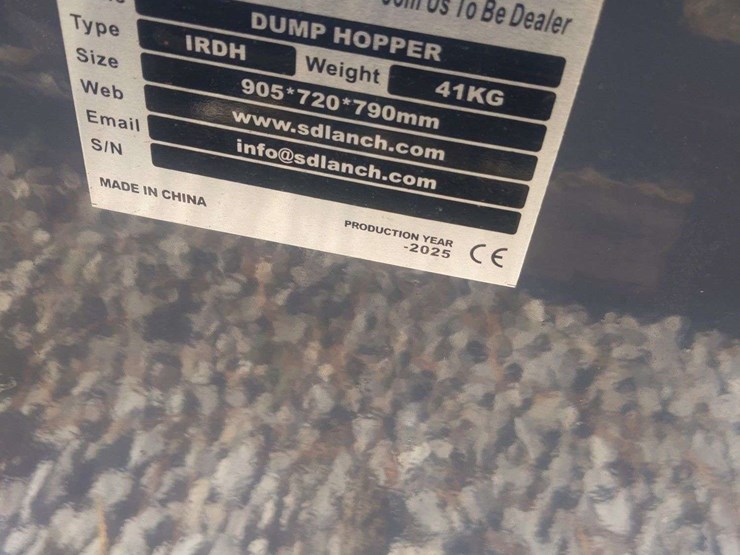 Us To Be Dealer
DUMP HOPPER
Type IRDH Weight 41KG
Size 905*720*790mm
Web www.sdlanch.com
Email info@sdlanch.com
S/N
MADE IN CHINA
PRODUCTION YEAR
-2025 CE